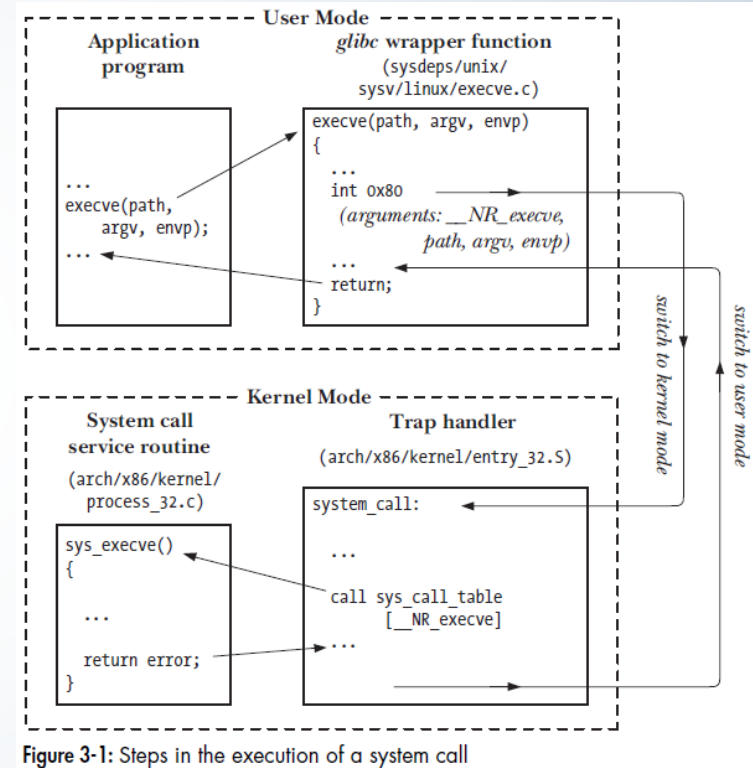 User Mode
Application
program
glibc wrapper function
(sysdeps/unix/
sysv/linux/execve.c)
...
execve(path,
argv, envp);
...
execve(path, argv, envp)
{
...
int 0x80
(arguments: __NR_execve,
path, argv, envp)
...
return;
}
switch to kernel mode
switch to user mode
Kernel Mode
System call
service routine
(arch/x86/kernel/
process_32.c)
Trap handler
(arch/x86/kernel/entry_32.S)
sys_execve()
{
...
return error;
}
system_call:
...
call sys_call_table
[__NR_execve]
...
Figure 3-1: Steps in the execution of a system call